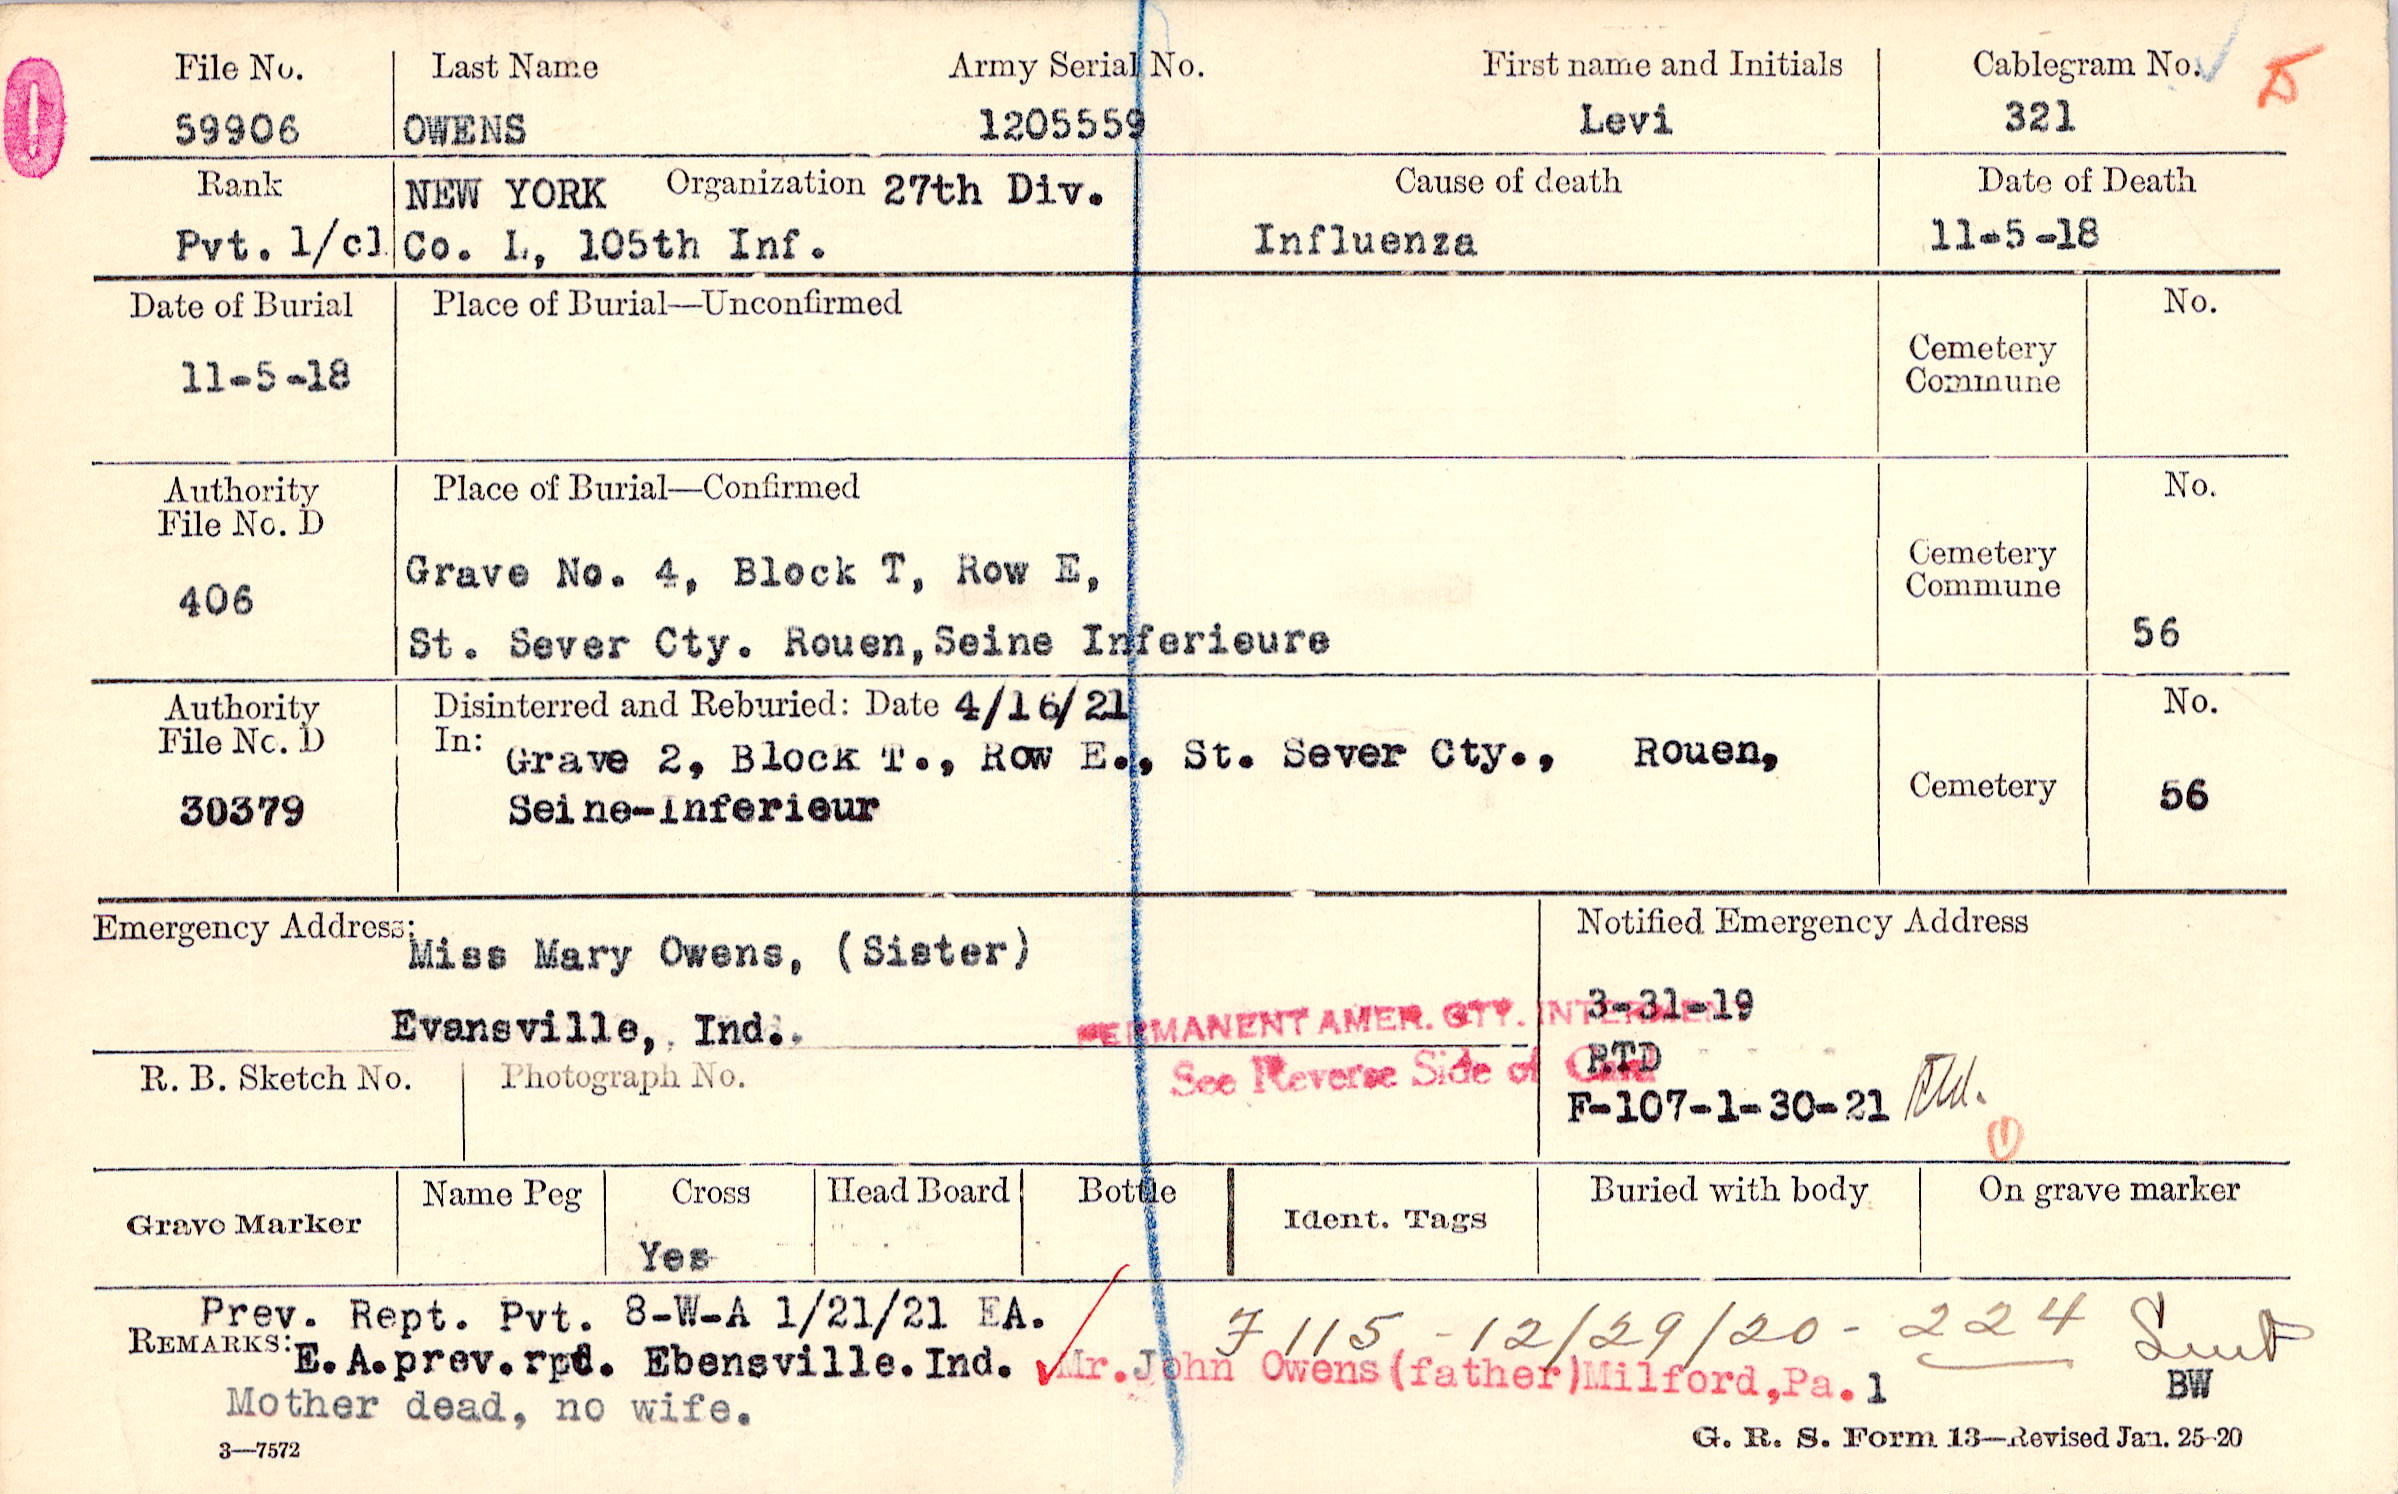 File No. Last Name Army Serial No. First name and Initials Cablegram No.
59906 OWENS 1205559 Levi 321
Rank NEW YORK Organization 27th Div. Cause of death Date of Death
Pvt. 1/cl Co. L, 105th Inf. Influenza 11-5-18
Date of Burial Place of Burial—Unconfirmed No.
11-5-18 Cemetery
Commune
Authority Place of Burial—Confirmed No.
File No. D
406 Grave No. 4, Block T, Row E, Cemetery
Commune
St. Sever Cty. Rouen, Seine Inferieure 56
Authority Disinterred and Reburied: Date 4/16/21 No.
File No. D In: Grave 2, Block T., Row E., St. Sever Cty., Rouen,
30379 Seine-Inferieur Cemetery 56
Emergency Address: Notified Emergency Address
Miss Mary Owens, (Sister)
Evansville, Ind. 3-31-19
PERMANENT AMER. CTY. INTERMENT
See Reverse Side of Card RTD
R. B. Sketch No. Photograph No. F-107-1-30-21
Grave Marker Name Peg Cross Head Board Bottle Ident. Tags Buried with body On grave marker
Yes
Prev. Rept. Pvt. 8-W-A 1/21/21 EA. F 115 - 12/29/20 - 224
REMARKS: E.A.prev.rpd. Ebensville.Ind. Mr.John Owens(father)Milford,Pa. 1 BW
Mother dead, no wife.
3—7572 G. R. S. Form 13—Revised Jan. 25-20